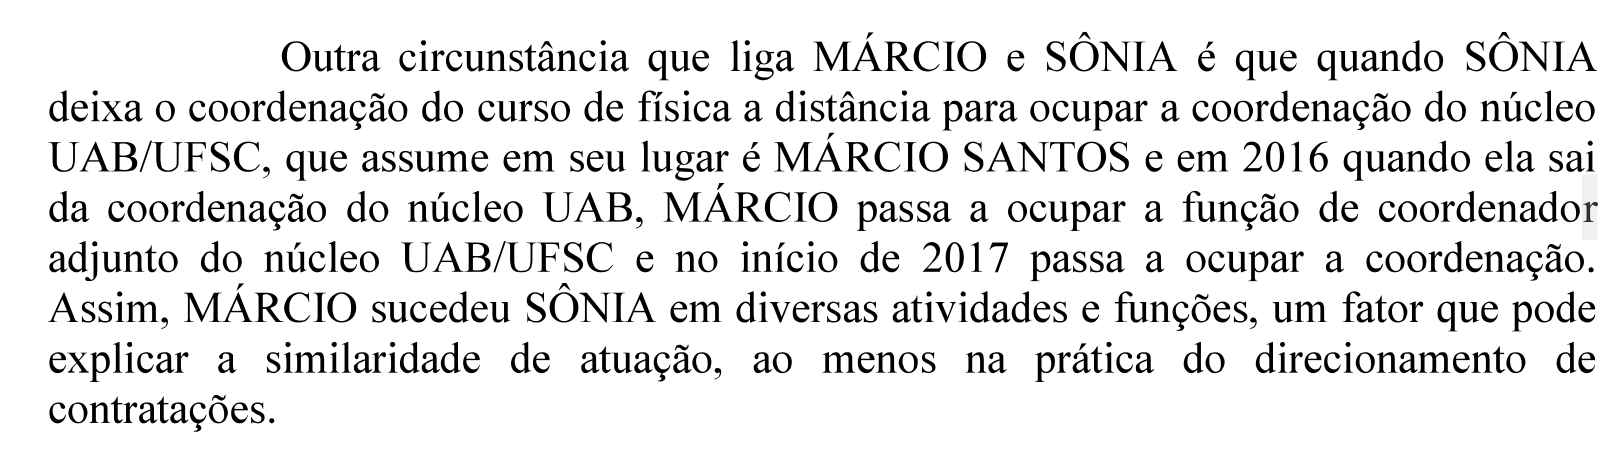 Outra circunstância que liga MÁRCIO e SÔNIA é que quando SÔNIA
deixa o coordenação do curso de física a distância para ocupar a coordenação do núcleo
UAB/UFSC, que assume em seu lugar é MÁRCIO SANTOS e em 2016 quando ela sai
da coordenação do núcleo UAB, MÁRCIO passa a ocupar a função de coordenador
adjunto do núcleo UAB/UFSC e no início de 2017 passa a ocupar a coordenação.
Assim, MÁRCIO sucedeu SÔNIA em diversas atividades e funções, um fator que pode
explicar a similaridade de atuação, ao menos na prática do direcionamento de
contratações.